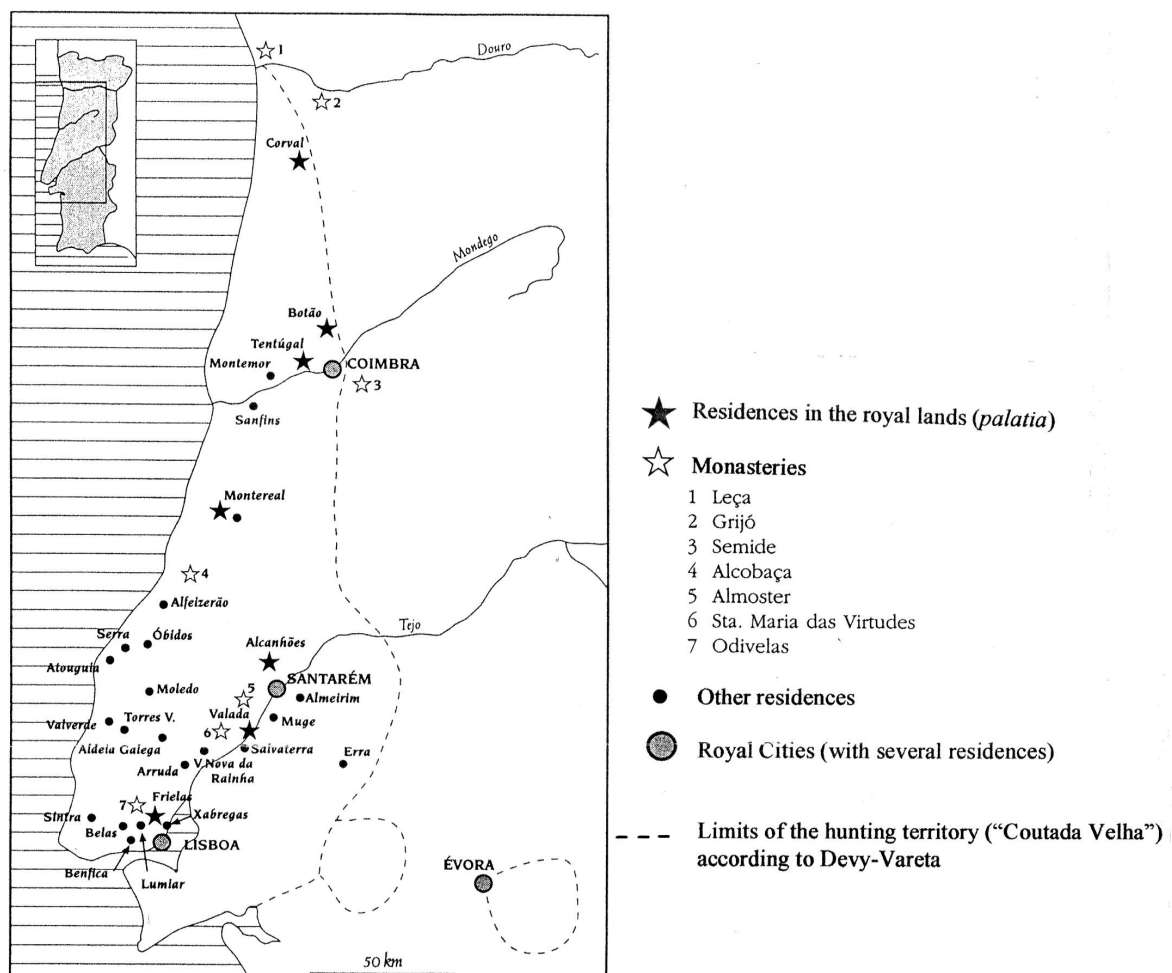 1
Douro
2
Corval
Mondego
Botão
Tentúgal
Montemor
COIMBRA
3
Sanfins
Montereal
4
Alfeizerão
Serra
Óbidos
Atouguia
Alcanhões
Tejo
SANTARÉM
5
Almeirim
Moledo
Valada
Muge
Valverde
Torres V.
6
Aldeia Galega
Salvaterra
Erra
Arruda
V. Nova da
Rainha
7
Frielas
Sintra
Xabregas
Belas
LISBOA
Benfica
Lumiar
ÉVORA
50 km
Residences in the royal lands (palatia)
Monasteries
1 Leça
2 Grijó
3 Semide
4 Alcobaça
5 Almoster
6 Sta. Maria das Virtudes
7 Odivelas
Other residences
Royal Cities (with several residences)
Limits of the hunting territory (“Coutada Velha”)
according to Devy-Vareta